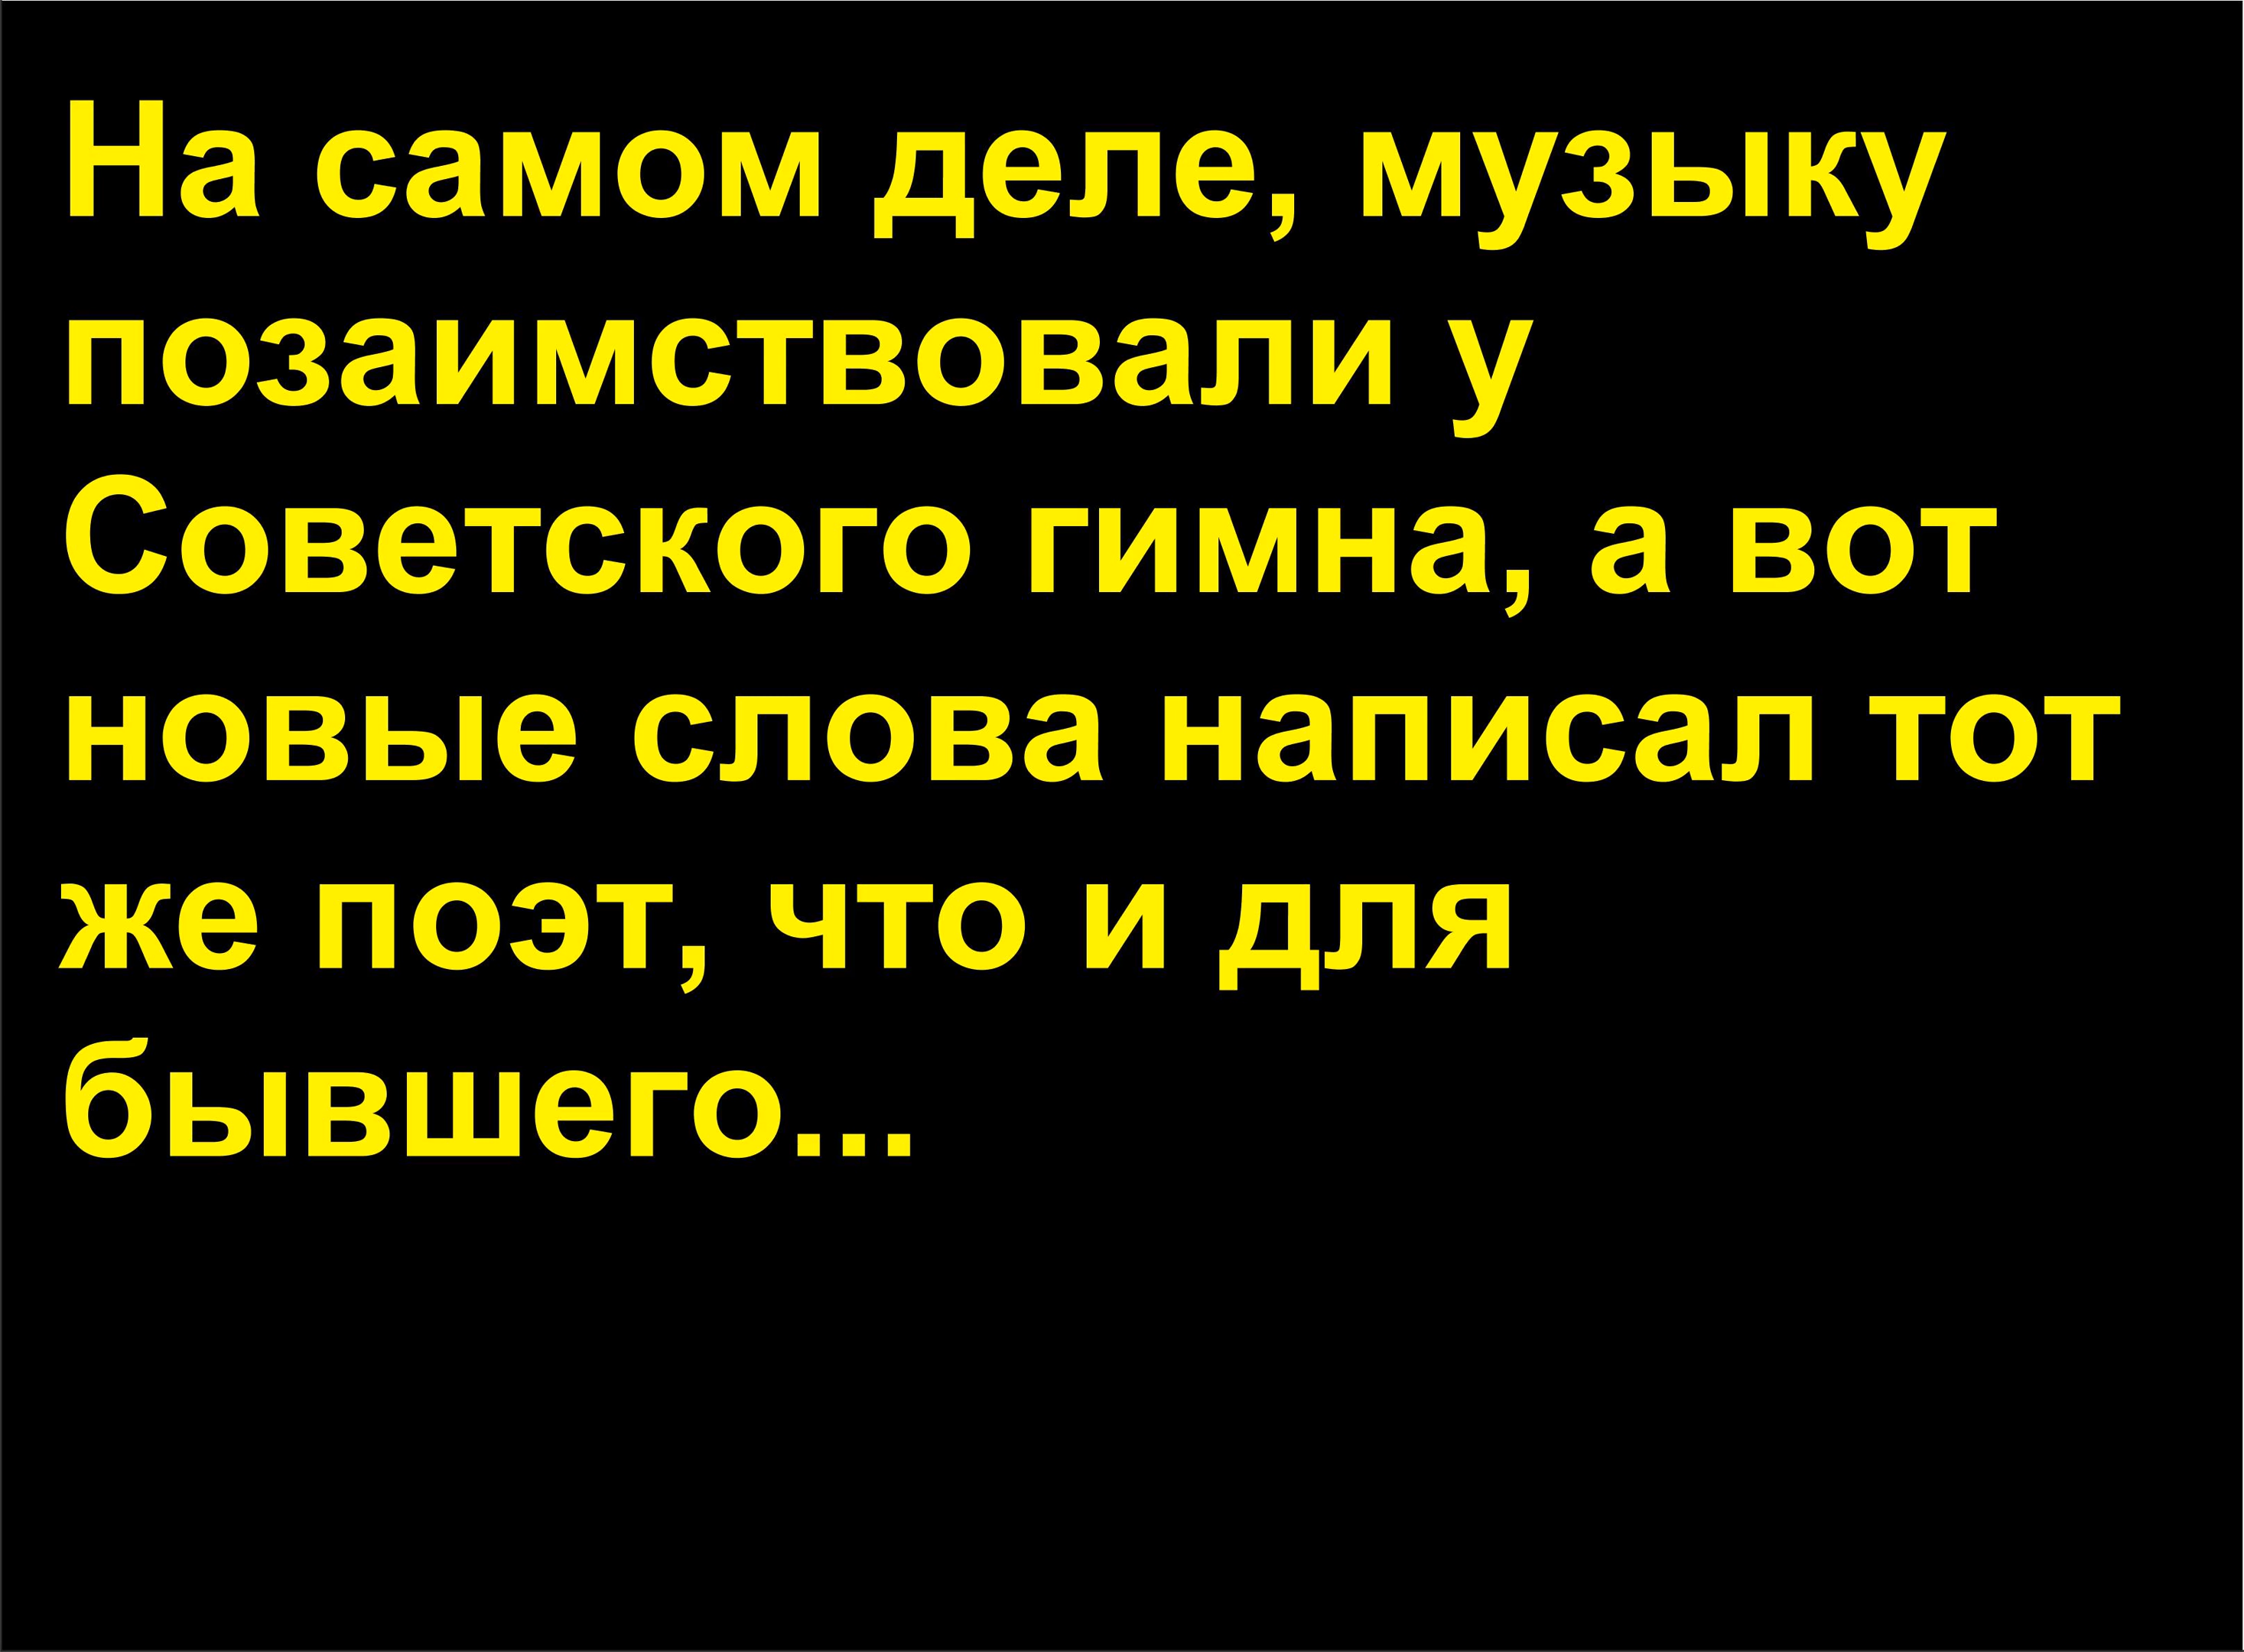 На самом деле, музыку
позаимствовали у
Советского гимна, а вот
новые слова написал тот
же поэт, что и для
бывшего...